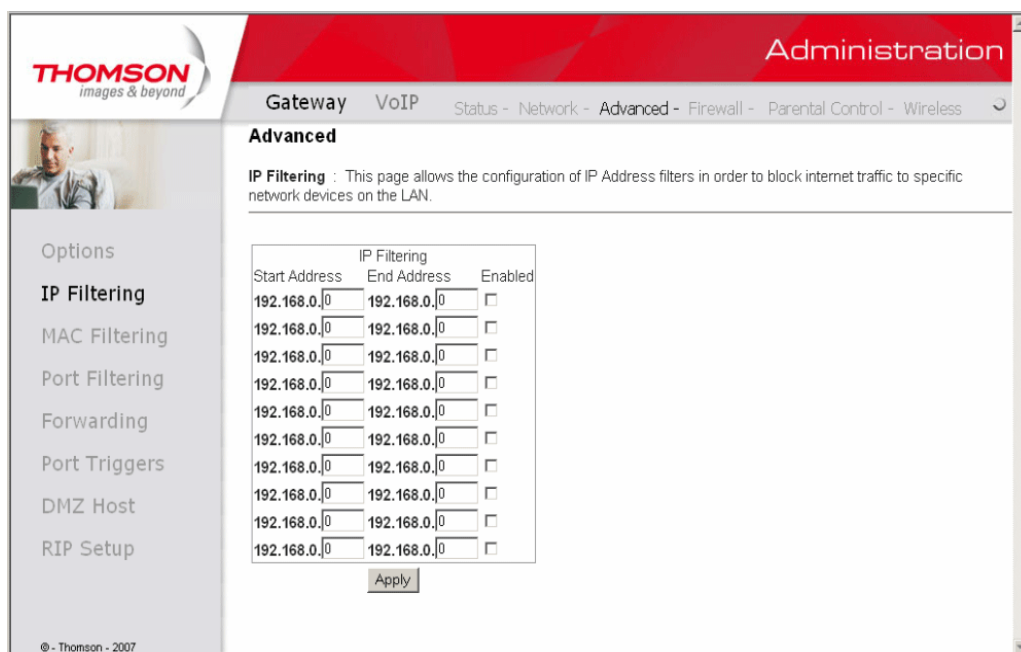 THOMSON
images & beyond
Administration
Gateway VoIP Status - Network - Advanced - Firewall - Parental Control - Wireless
Advanced
IP Filtering : This page allows the configuration of IP Address filters in order to block internet traffic to specific
network devices on the LAN.
Options
IP Filtering
MAC Filtering
Port Filtering
Forwarding
Port Triggers
DMZ Host
RIP Setup
IP Filtering
Start Address End Address Enabled
192.168.0.0 192.168.0.0
192.168.0.0 192.168.0.0
192.168.0.0 192.168.0.0
192.168.0.0 192.168.0.0
192.168.0.0 192.168.0.0
192.168.0.0 192.168.0.0
192.168.0.0 192.168.0.0
192.168.0.0 192.168.0.0
192.168.0.0 192.168.0.0
192.168.0.0 192.168.0.0
Apply
© - Thomson - 2007